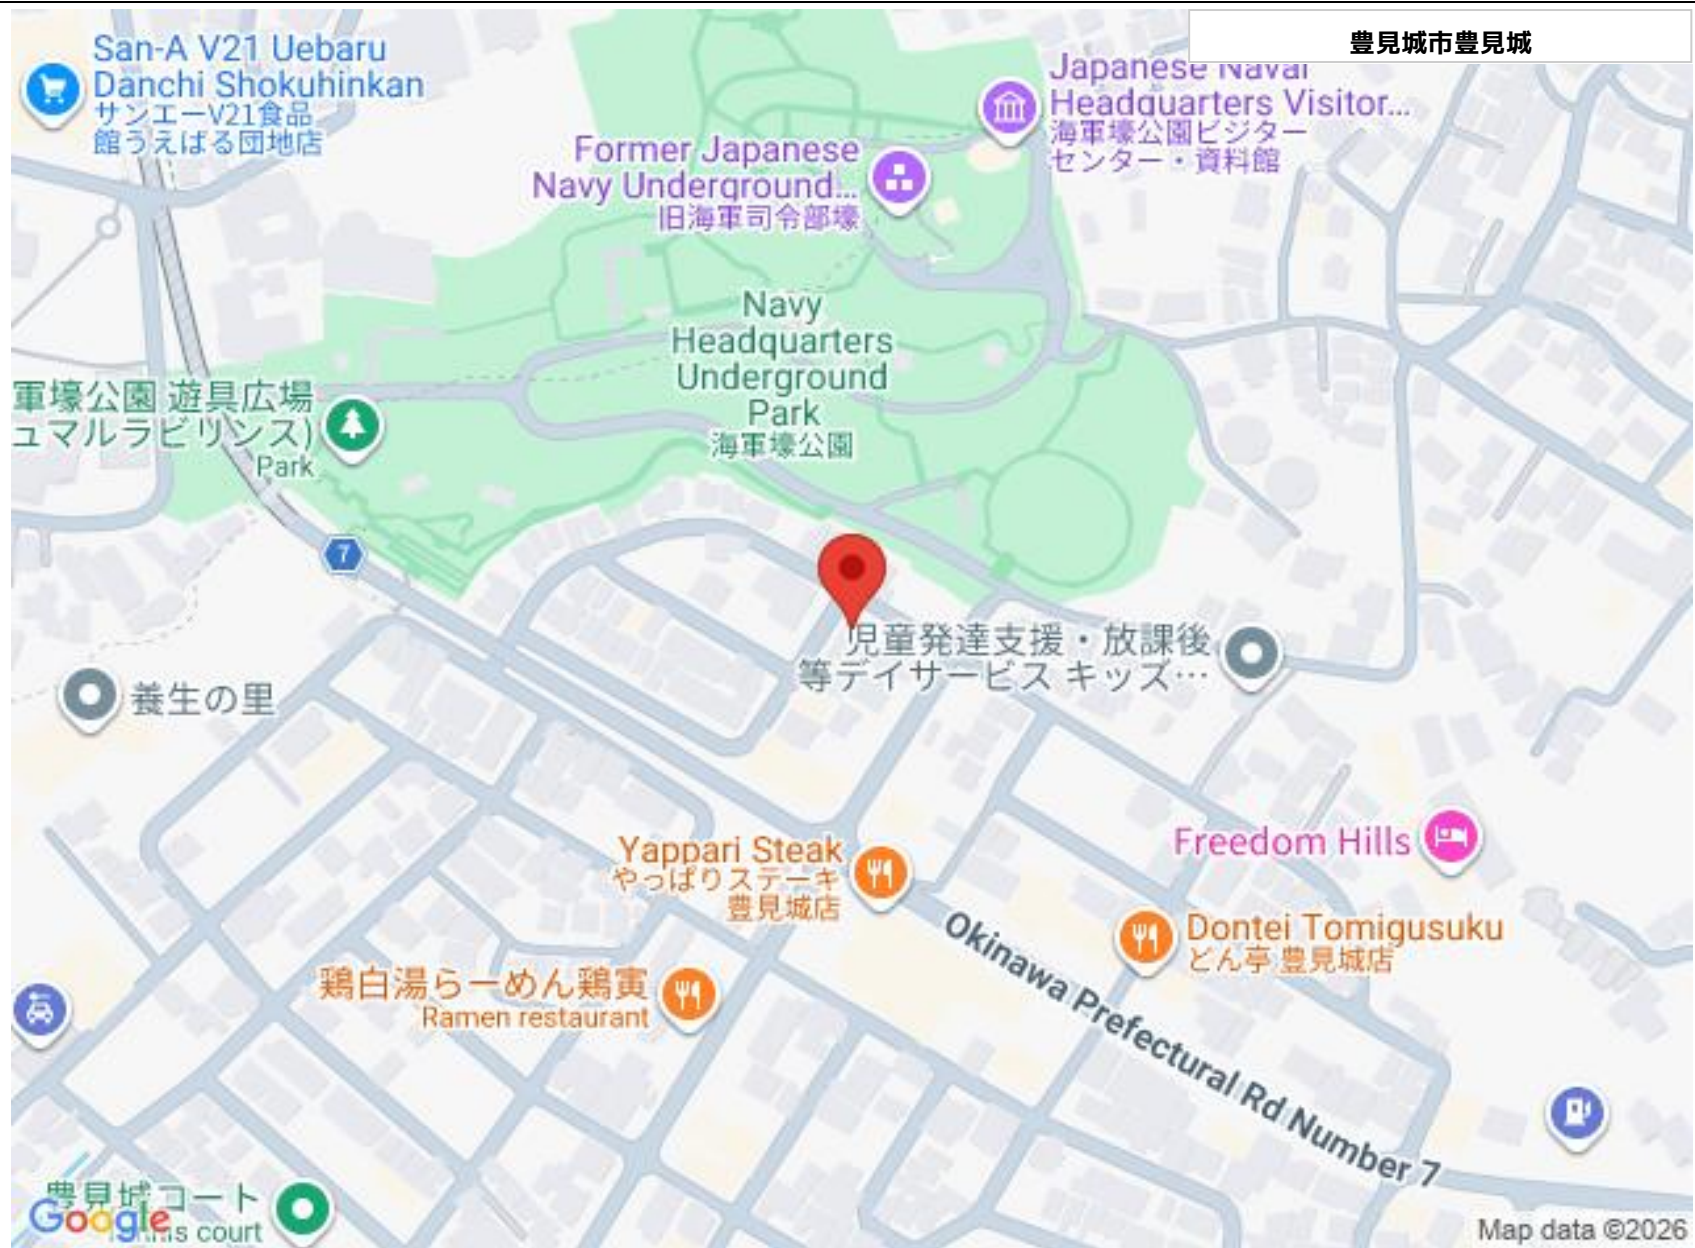 豊見城市豊見城
San-A V21 Uebaru
Danchi Shokuhinkan
サンエーV21食品
館うえばる団地店
Japanese Naval
Headquarters Visitor...
海軍壕公園ビジター
センター・資料館
Former Japanese
Navy Underground...
旧海軍司令部壕
Navy
Headquarters
Underground
Park
海軍壕公園
軍壕公園 遊具広場
ュマルラビリンス)
Park
7
児童発達支援・放課後
等デイサービス キッズ…
養生の里
Yappari Steak
やっぱりステーキ
豊見城店
Freedom Hills
Dontei Tomigusuku
どん亭 豊見城店
Okinawa Prefectural Rd Number 7
鶏白湯らーめん鶏寅
Ramen restaurant
豊見城コート
Google
court
Map data ©2026